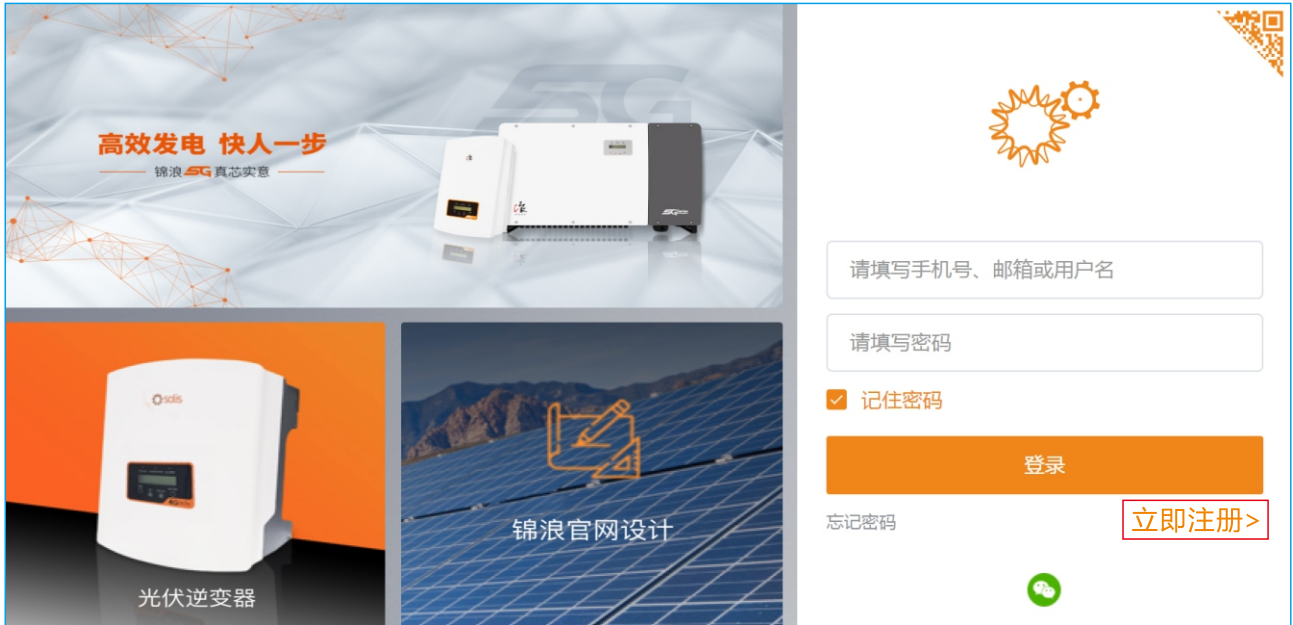 高效发电 快人一步
锦浪 5G 真芯实意
solis
光伏逆变器
锦浪官网设计
请填写手机号、邮箱或用户名
请填写密码
记住密码
登录
忘记密码
立即注册>